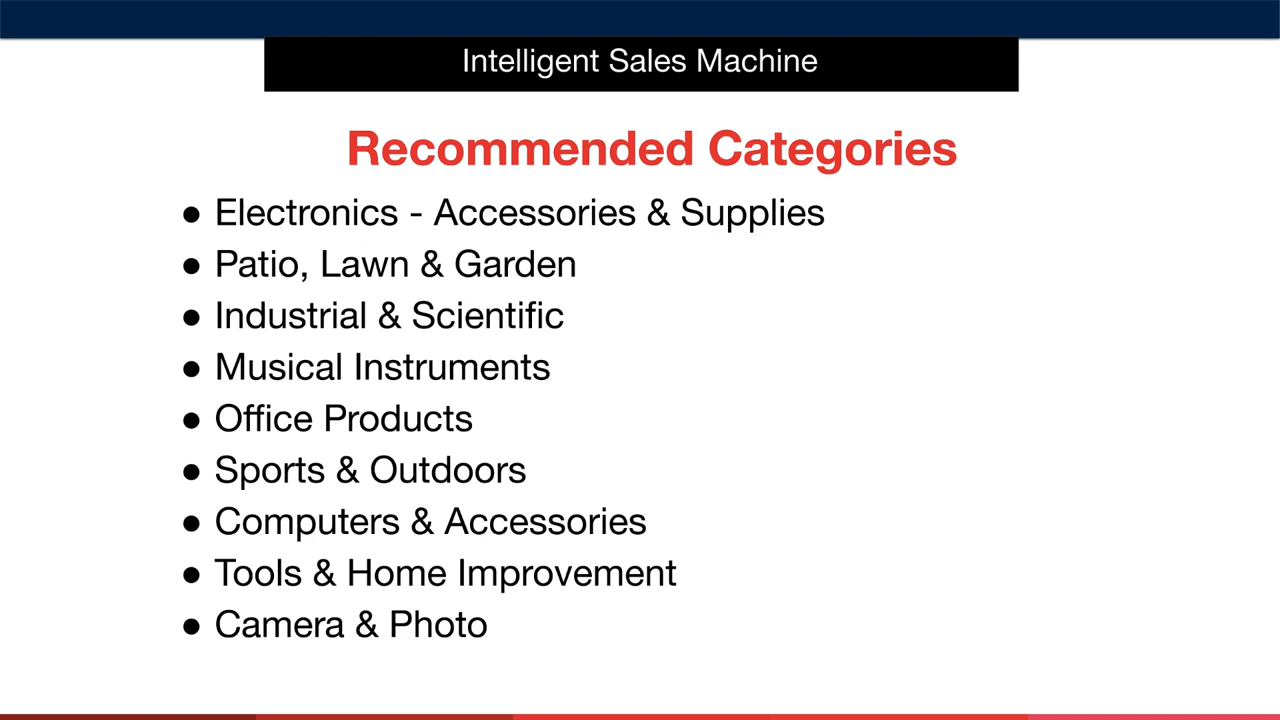 Intelligent Sales Machine
Recommended Categories
● Electronics - Accessories & Supplies
● Patio, Lawn & Garden
● Industrial & Scientific
● Musical Instruments
● Office Products
● Sports & Outdoors
● Computers & Accessories
● Tools & Home Improvement
● Camera & Photo